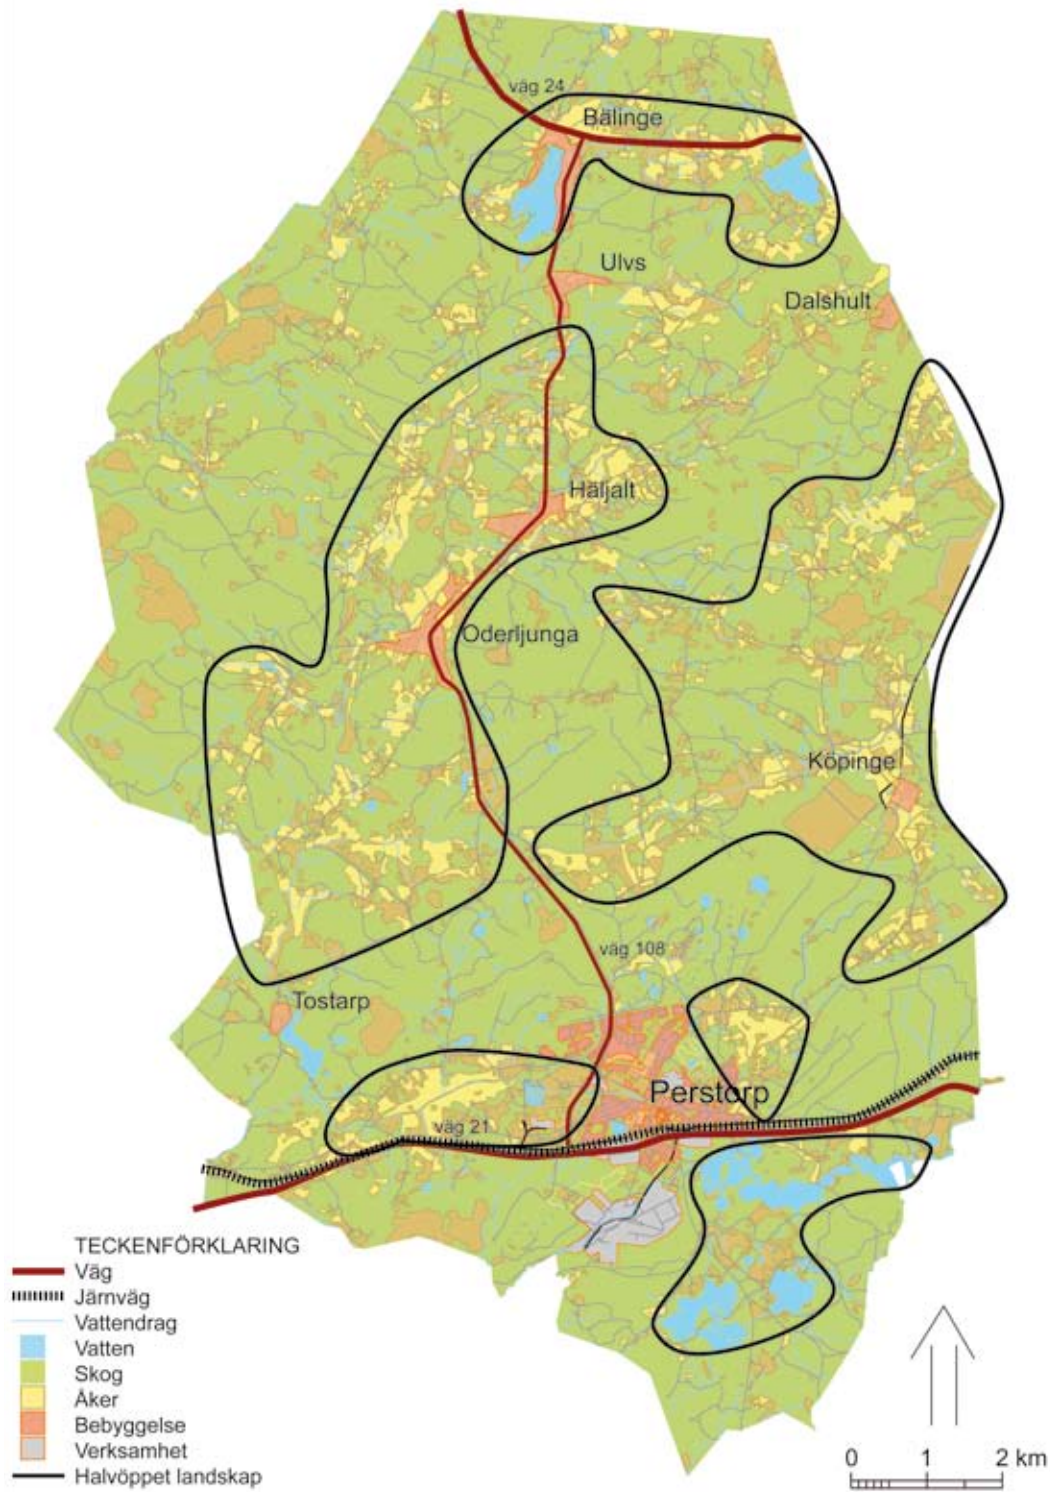 väg 24
Bälinge
Ulvs
Dalshult
Häljalt
Oderljunga
Köpinge
väg 108
Tostarp
Perstorp
väg 21
TECKENFÖRKLARING
Väg
Järnväg
Vattendrag
Vatten
Skog
Åker
Bebyggelse
Verksamhet
Halvöppet landskap
0 1 2 km